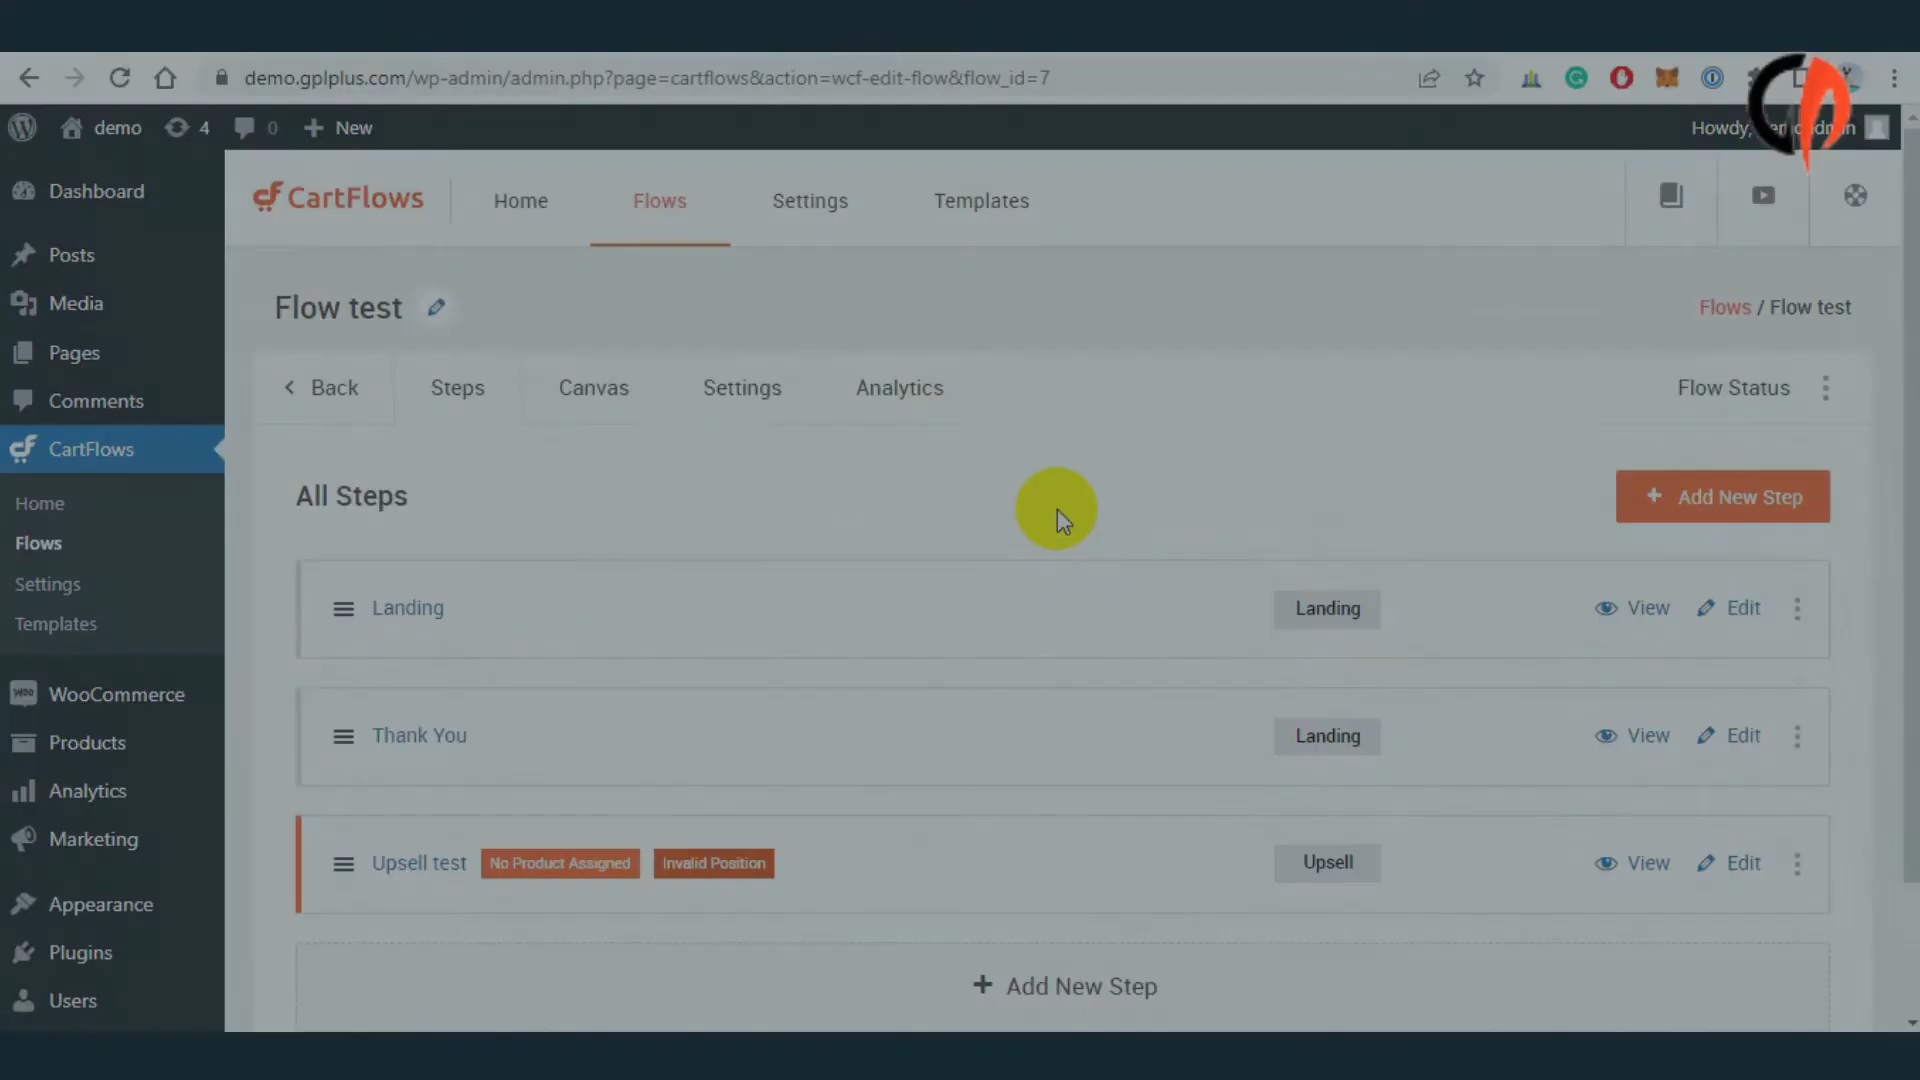 demo.gplplus.com/wp-admin/admin.php?page=cartflows&action=wcf-edit-flow&flow_id=7
demo 4 0 New
Howdy,
CartFlows Home Flows Settings Templates
Dashboard
Posts
Media
Pages
Comments
CartFlows
Home
Flows
Settings
Templates
WooCommerce
Products
Analytics
Marketing
Appearance
Plugins
Users
Flow test
Flows / Flow test
Back Steps Canvas Settings Analytics Flow Status
All Steps
Add New Step
Landing Landing View Edit
Thank You Landing View Edit
Upsell test No Product Assigned Invalid Position Upsell View Edit
Add New Step